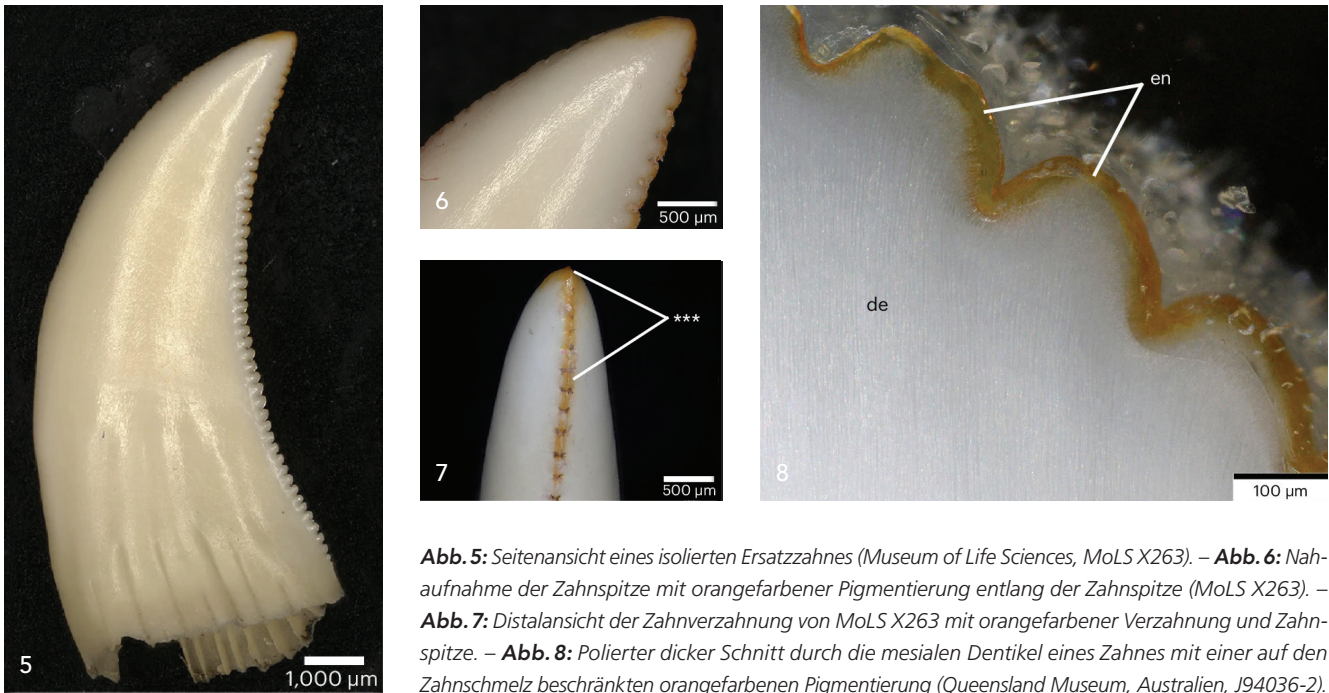 5
1,000 µm
6
500 µm
7
***
500 µm
en
de
8
100 µm
Abb. 5: Seitenansicht eines isolierten Ersatzzahnes (Museum of Life Sciences, MoLS X263). – Abb. 6: Nah-
aufnahme der Zahnspitze mit orangefarbener Pigmentierung entlang der Zahnspitze (MoLS X263). –
Abb. 7: Distalansicht der Zahnverzahnung von MoLS X263 mit orangefarbener Verzahnung und Zahn-
spitze. – Abb. 8: Polierter dicker Schnitt durch die mesialen Dentikel eines Zahnes mit einer auf den
Zahnschmelz beschränkten orangefarbenen Pigmentierung (Queensland Museum, Australien, J94036-2).